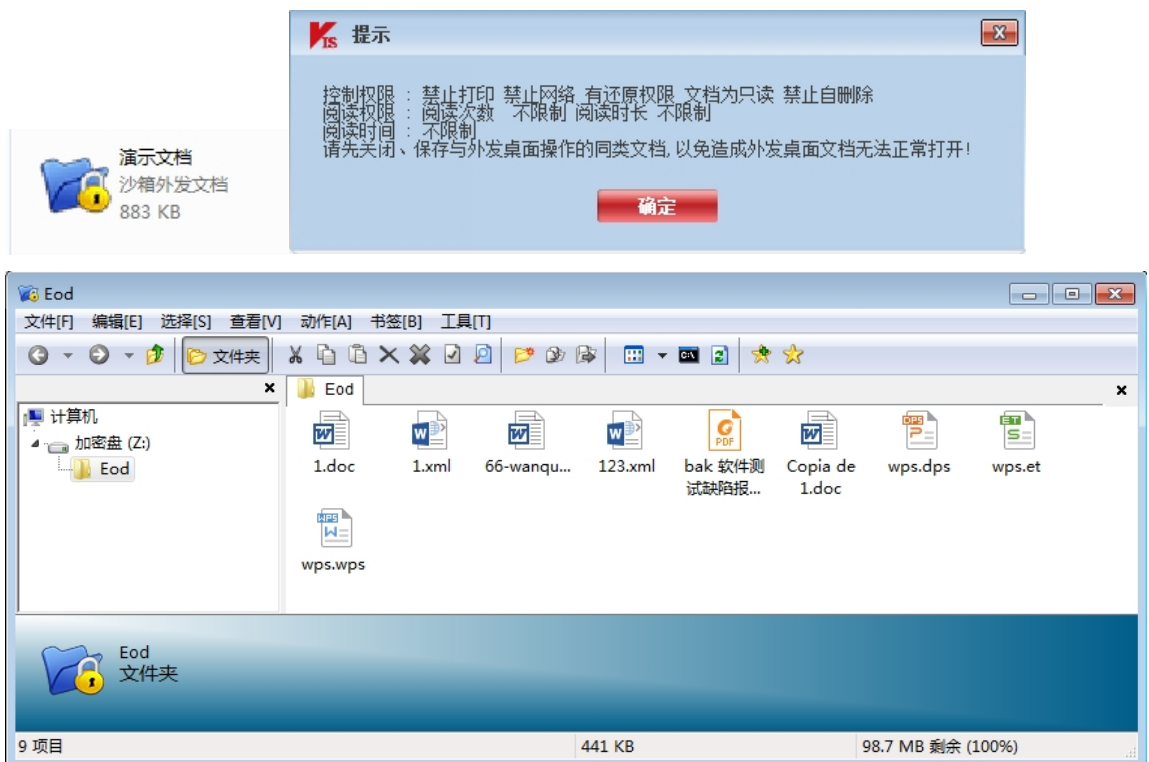 VIS 提示
控制权限 : 禁止打印 禁止网络 有还原权限 文档为只读 禁止自删除
阅读权限 : 阅读次数 不限制 阅读时长 不限制
阅读时间 : 不限制
请先关闭、保存与外发桌面操作的同类文档,以免造成外发桌面文档无法正常打开!
确定
演示文档
沙箱外发文档
883 KB
Eod
文件[F] 编辑[E] 选择[S] 查看[V] 动作[A] 书签[B] 工具[T]
文件夹
Eod
计算机
加密盘 (Z:)
Eod
1.doc 1.xml 66-wanqu... 123.xml bak 软件测 Copia de wps.dps wps.et
试缺陷报... 1.doc
wps.wps
Eod
文件夹
9 项目 441 KB 98.7 MB 剩余 (100%)